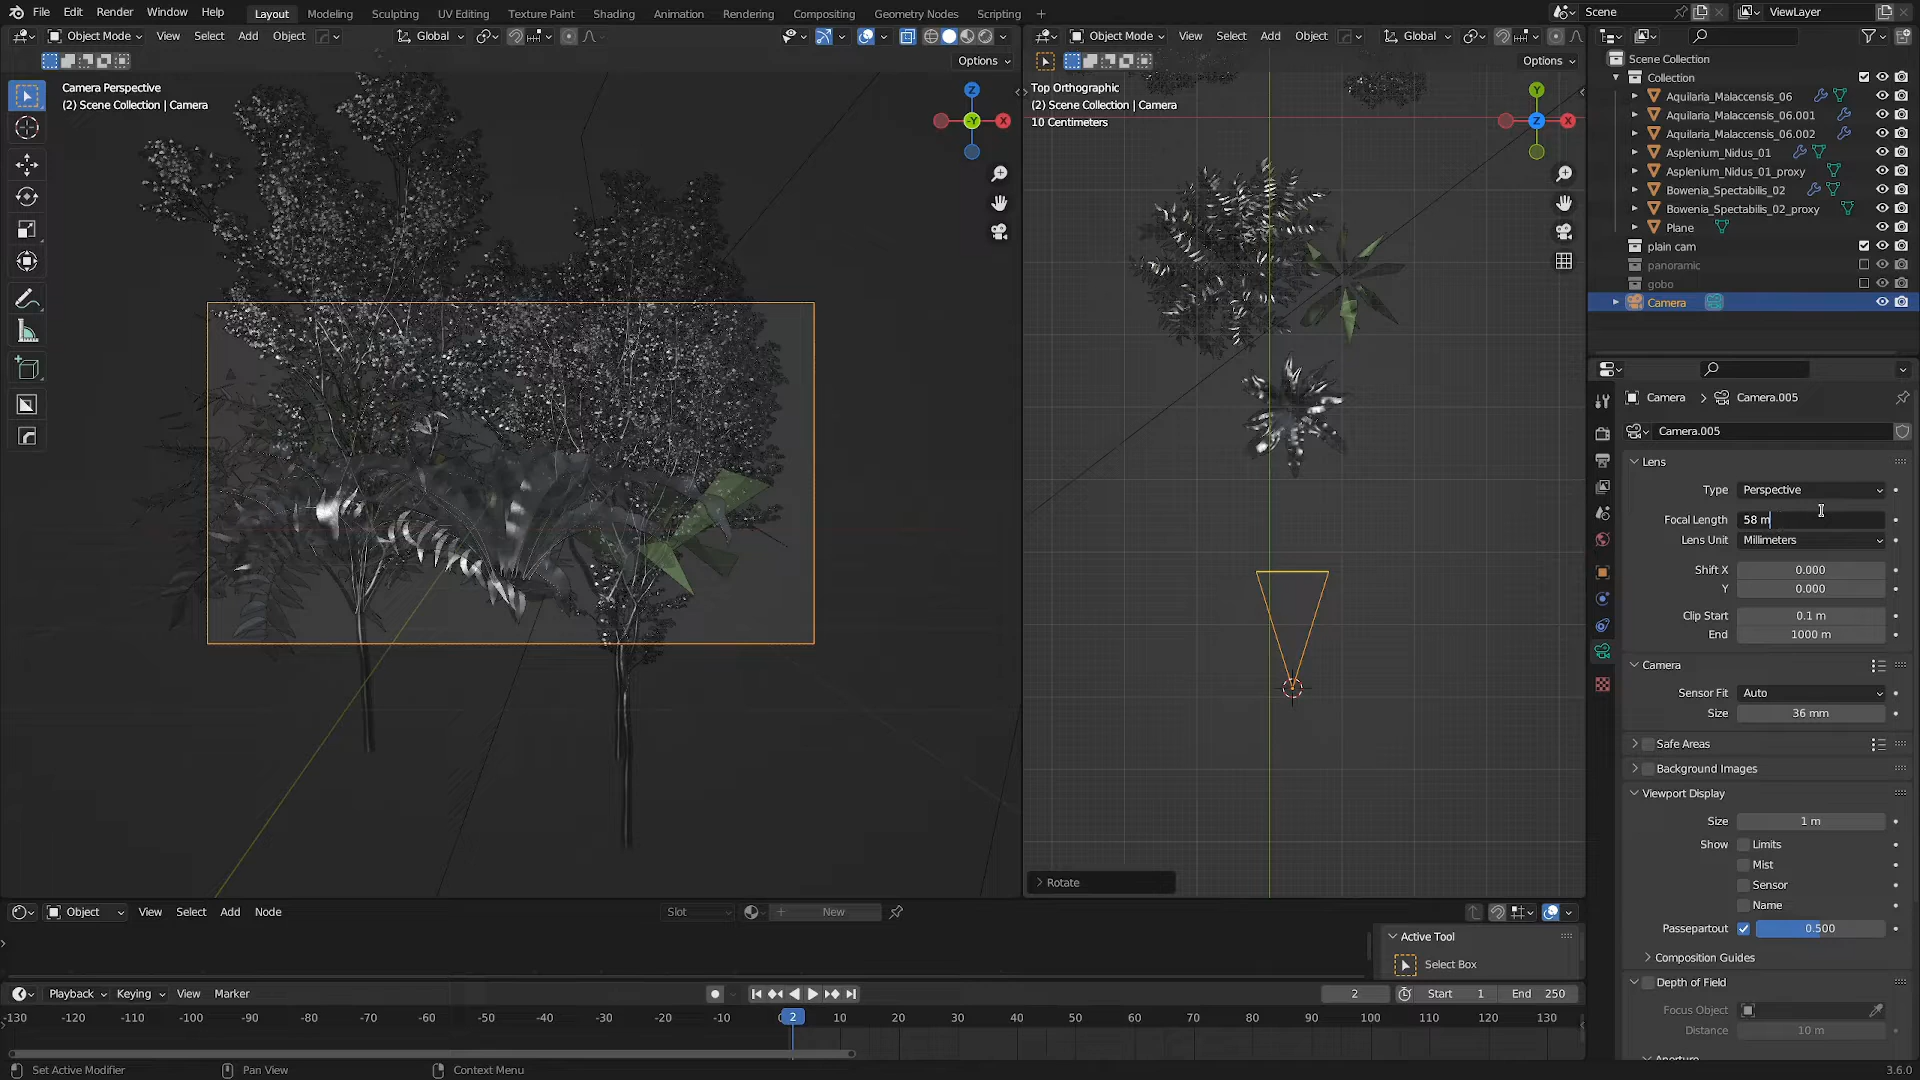 File Edit Render Window Help Layout Modeling Sculpting UV Editing Texture Paint Shading Animation Rendering Compositing Geometry Nodes Scripting + Scene ViewLayer
Object Mode View Select Add Object Global
Object Mode View Select Add Object Global
Options
Options
Camera Perspective
(2) Scene Collection | Camera
Z
-Y X
Top Orthographic
(2) Scene Collection | Camera
10 Centimeters
Y
Z X
Rotate
Scene Collection
Collection
Aquilaria_Malaccensis_06
Aquilaria_Malaccensis_06.001
Aquilaria_Malaccensis_06.002
Asplenium_Nidus_01
Asplenium_Nidus_01_proxy
Bowenia_Spectabilis_02
Bowenia_Spectabilis_02_proxy
Plane
plain cam
panoramic
gobo
Camera
Camera > Camera.005
Camera.005
Lens
Type Perspective
Focal Length 58 m
Lens Unit Millimeters
Shift X 0.000
Y 0.000
Clip Start 0.1 m
End 1000 m
Camera
Sensor Fit Auto
Size 36 mm
Safe Areas
Background Images
Viewport Display
Size 1 m
Show Limits
Mist
Sensor
Name
Passepartout 0.500
Composition Guides
Depth of Field
Focus Object
Distance 10 m
Aperture
Object View Select Add Node Slot + New
Active Tool
Select Box
Playback Keying View Marker 2 Start 1 End 250
-130 -120 -110 -100 -90 -80 -70 -60 -50 -40 -30 -20 -10 2 10 20 30 40 50 60 70 80 90 100 110 120 130
Set Active Modifier Pan View Context Menu 3.6.0